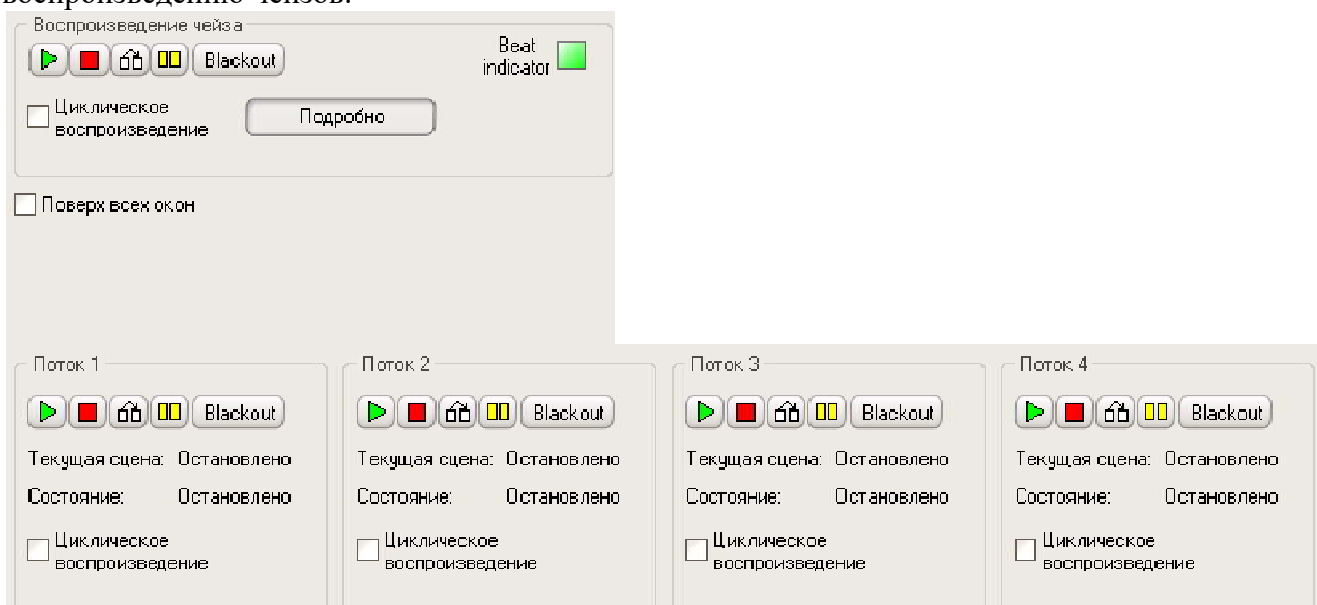 воспроизведению чейзов.
Воспроизведение чейза
Blackout
Beat
indicator
Циклическое
воспроизведение
Подробно
Поверх всех окон
Поток 1
Blackout
Текущая сцена: Остановлено
Состояние: Остановлено
Циклическое
воспроизведение
Поток 2
Blackout
Текущая сцена: Остановлено
Состояние: Остановлено
Циклическое
воспроизведение
Поток 3
Blackout
Текущая сцена: Остановлено
Состояние: Остановлено
Циклическое
воспроизведение
Поток 4
Blackout
Текущая сцена: Остановлено
Состояние: Остановлено
Циклическое
воспроизведение